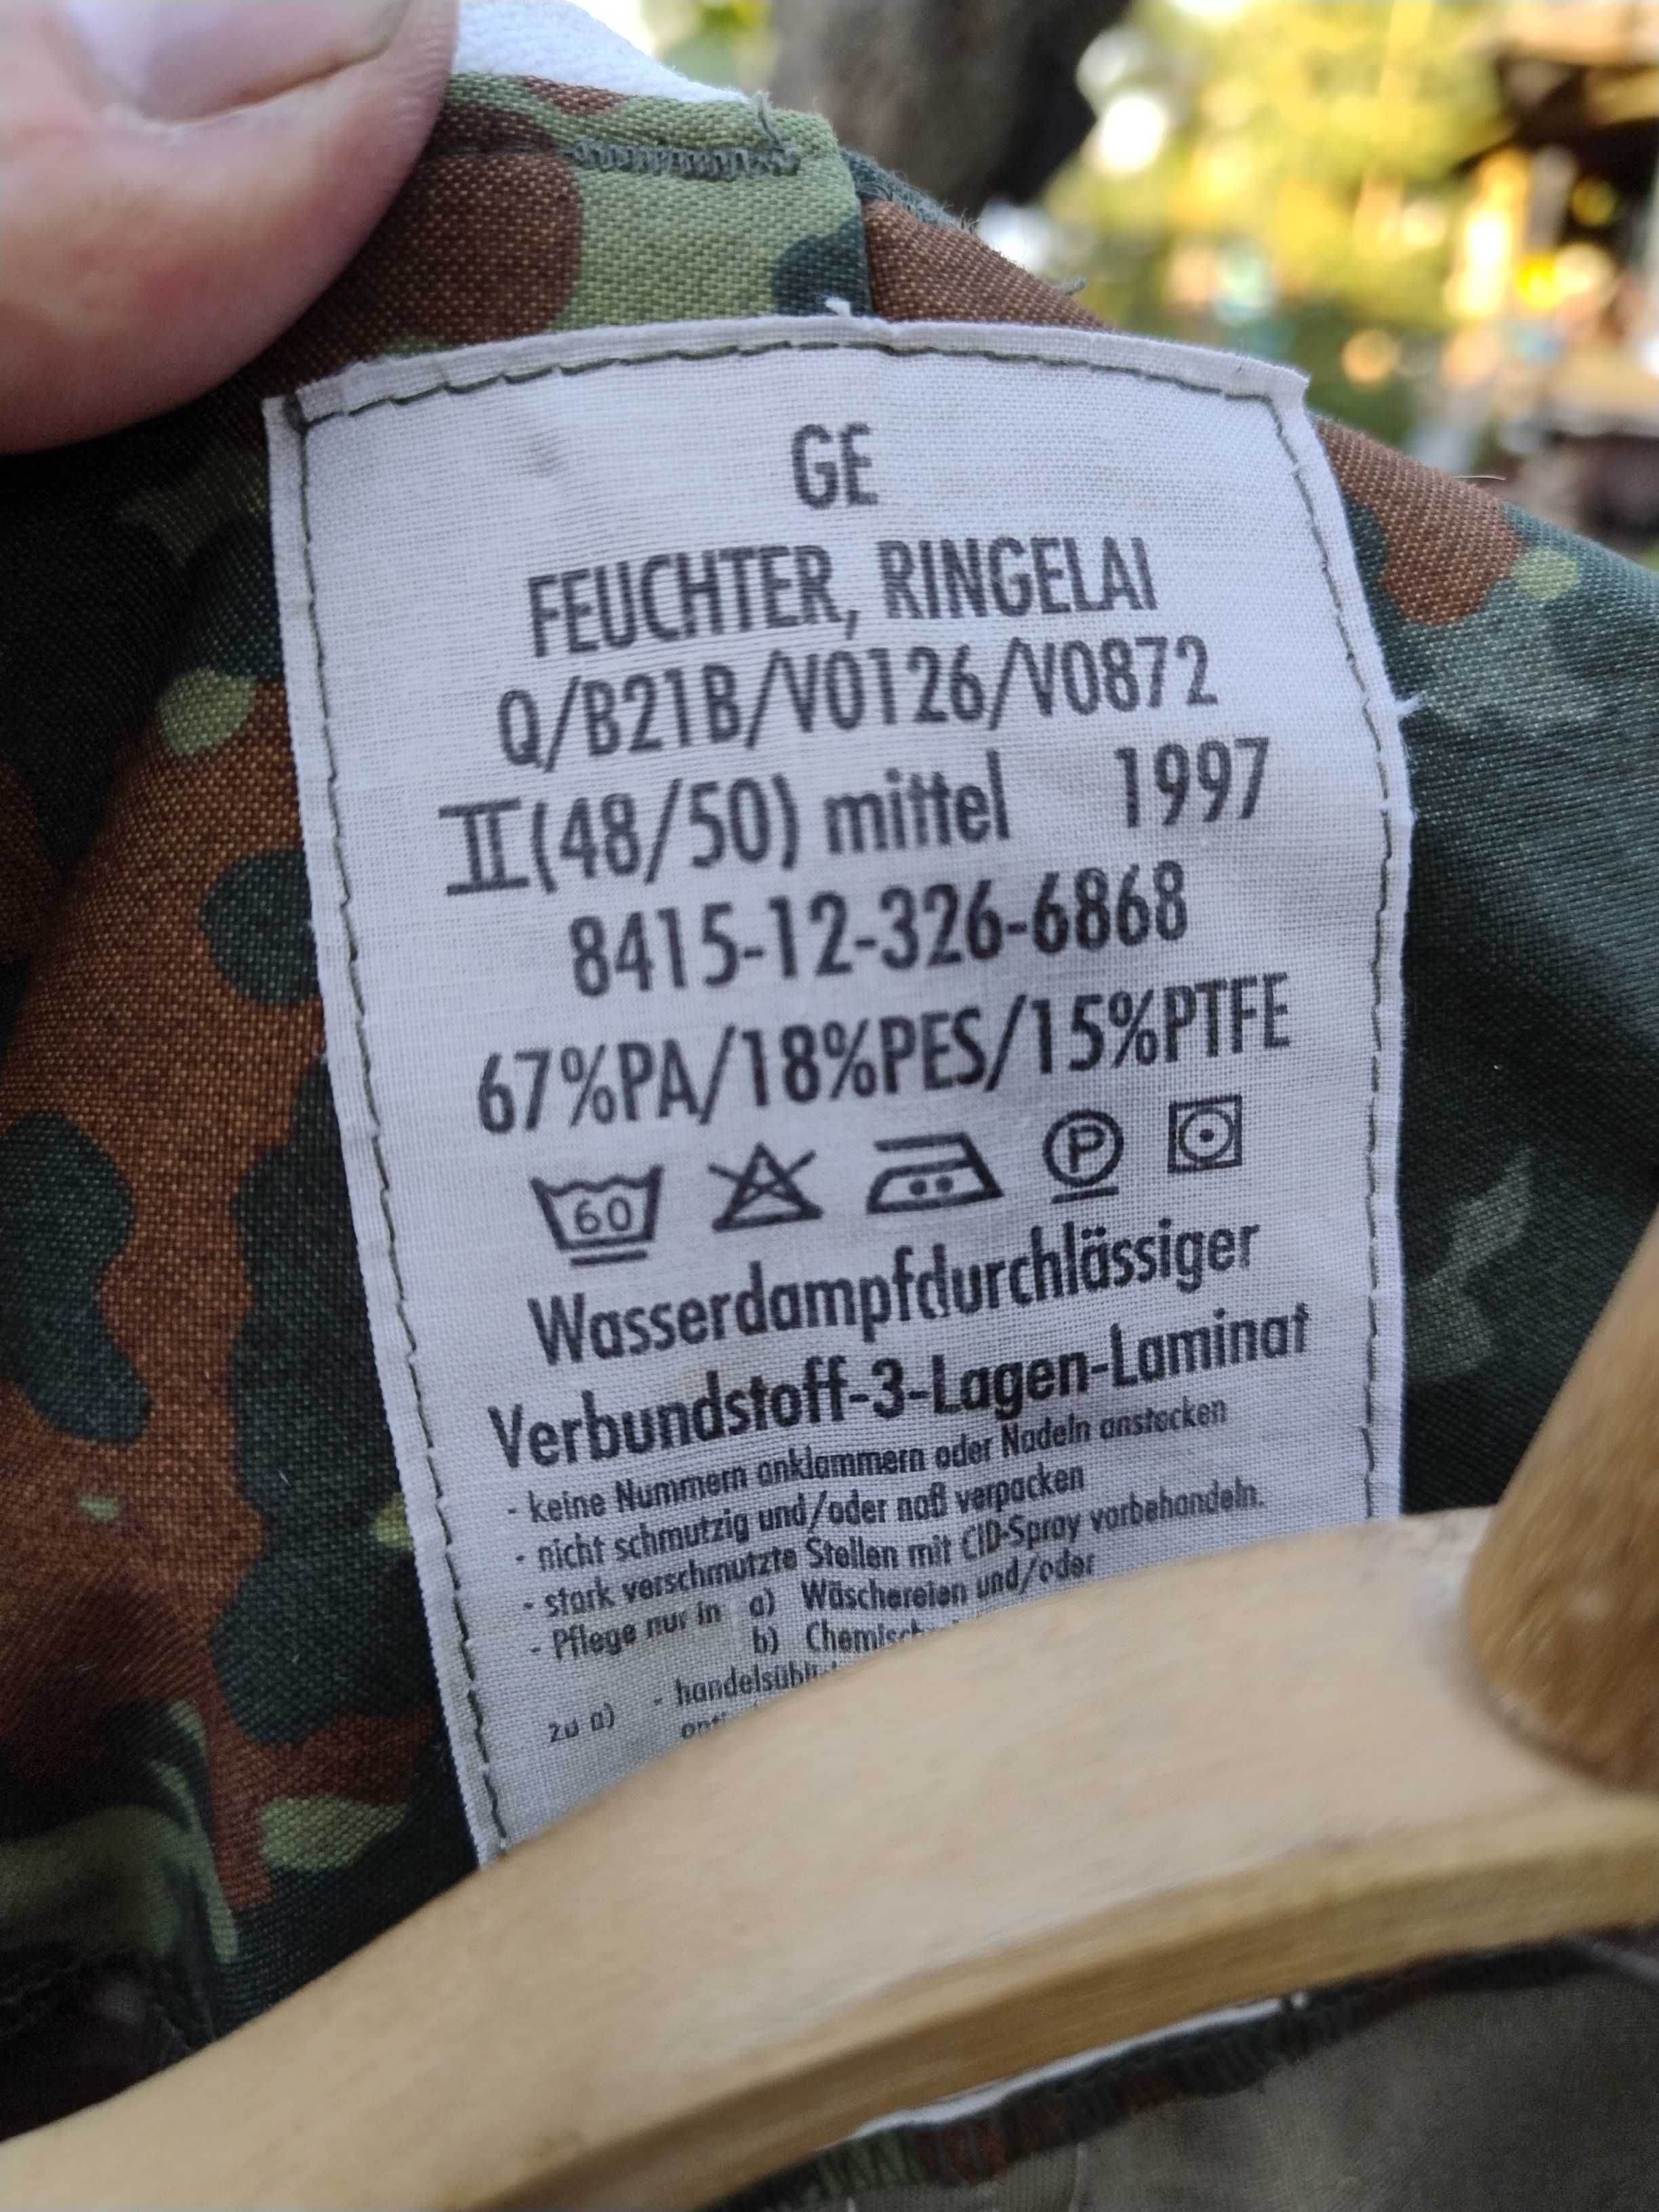 GE
FEUCHTER, RINGELAI
Q/B21B/V0126/V0872
II(48/50) mittel 1997
8415-12-326-6868
67%PA/18%PES/15%PTFE
60 P
Wasserdampfdurchlässiger
Verbundstoff-3-Lagen-Laminat
- keine Nummern anklammern oder Nadeln anstecken
- nicht schmutzig und/oder naß verpacken
- stark verschmutzte Stellen mit CID-Spray vorbehandeln.
- Pflege nur in a) Wäschereien und/oder
b)
zu a) -